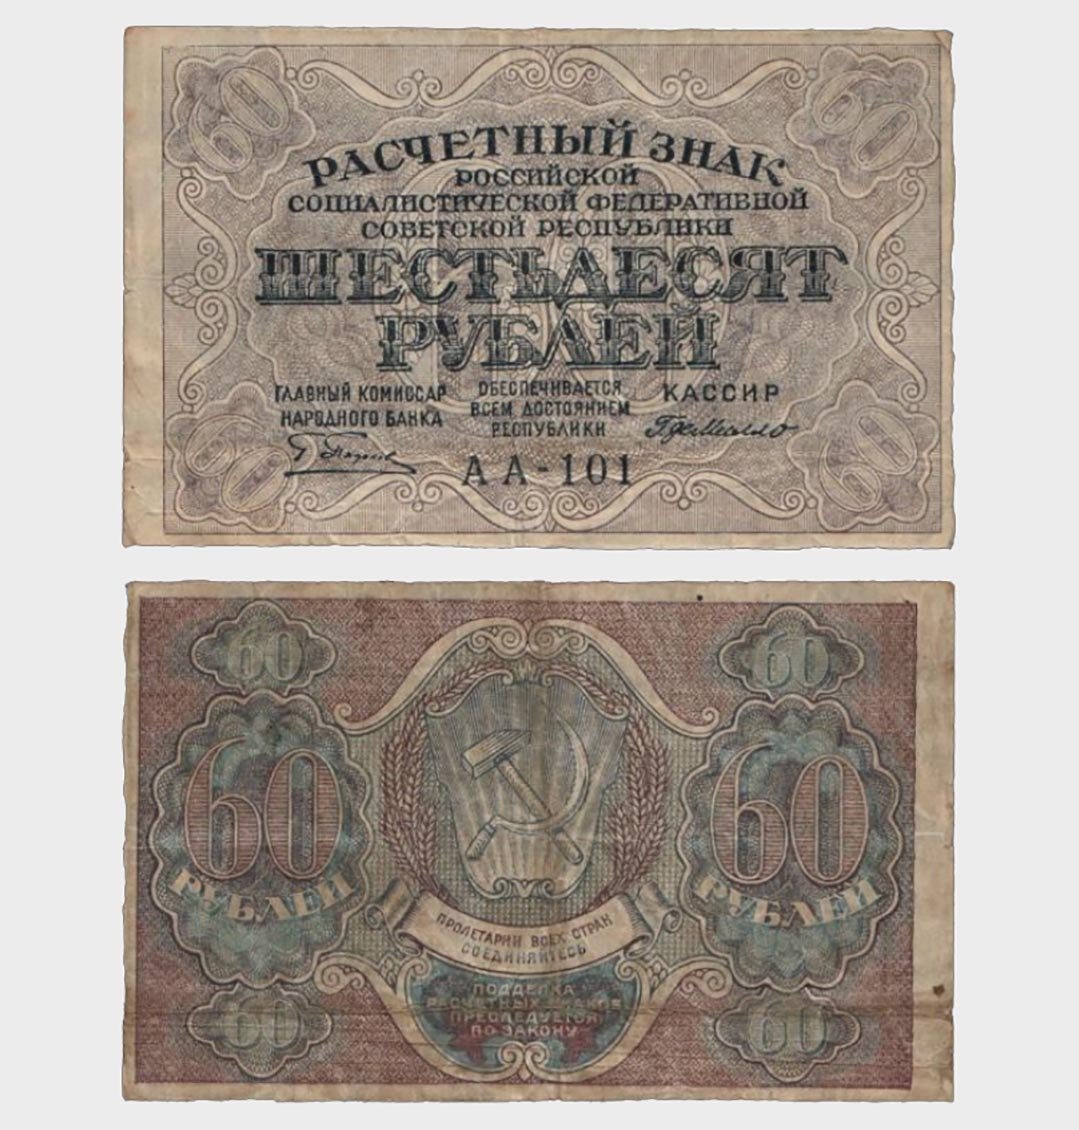 60 60
РАСЧЕТНЫЙ ЗНАК
РОССИЙСКОЙ
СОЦИАЛИСТИЧЕСКОЙ ФЕДЕРАТИВНОЙ
СОВЕТСКОЙ РЕСПУБЛИКИ
ШЕСТЬДЕСЯТ
РУБЛЕЙ
ГЛАВНЫЙ КОМИССАР
НАРОДНОГО БАНКА
ОБЕСПЕЧИВАЕТСЯ
ВСЕМ ДОСТОЯНИЕМ
РЕСПУБЛИКИ
КАССИР
АА-101
60 60
60 60
60 60
РУБЛЕЙ РУБЛЕЙ
ПРОЛЕТАРИИ ВСЕХ СТРАН
СОЕДИНЯЙТЕСЬ
ПОДДЕЛКА
РАСЧЕТНЫХ ЗНАКОВ
ПРЕСЛЕДУЕТСЯ
ПО ЗАКОНУ
60 60